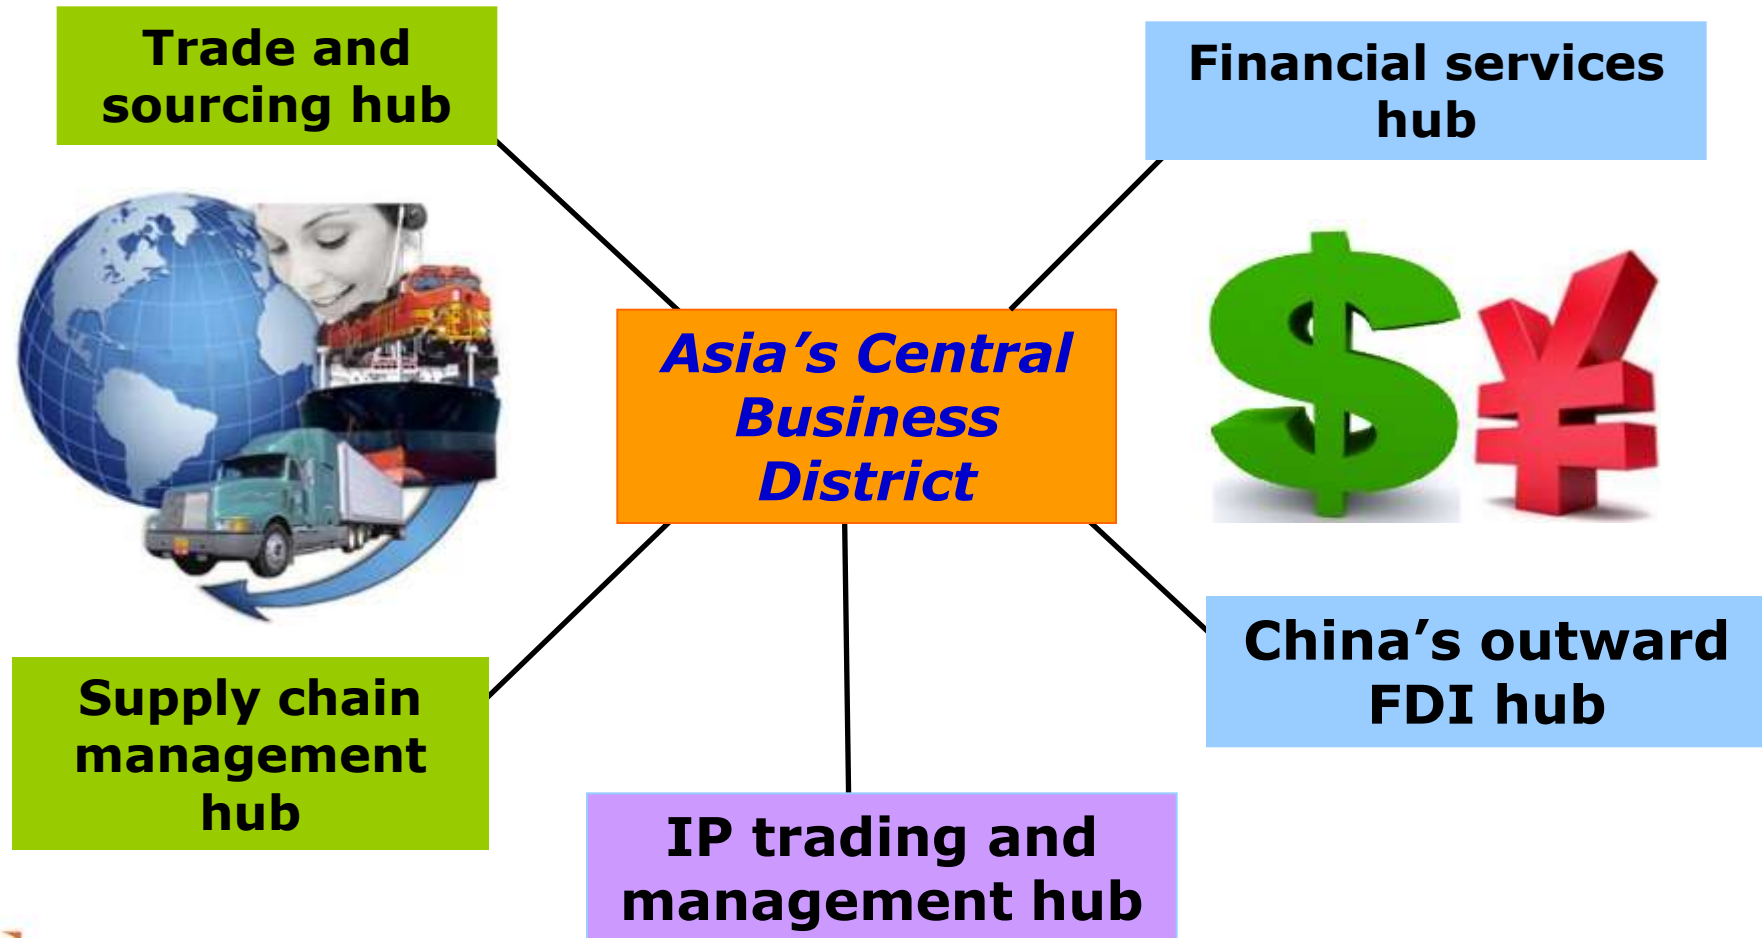 Trade and
sourcing hub
Financial services
hub
Asia’s Central
Business
District
Supply chain
management
hub
China’s outward
FDI hub
IP trading and
management hub